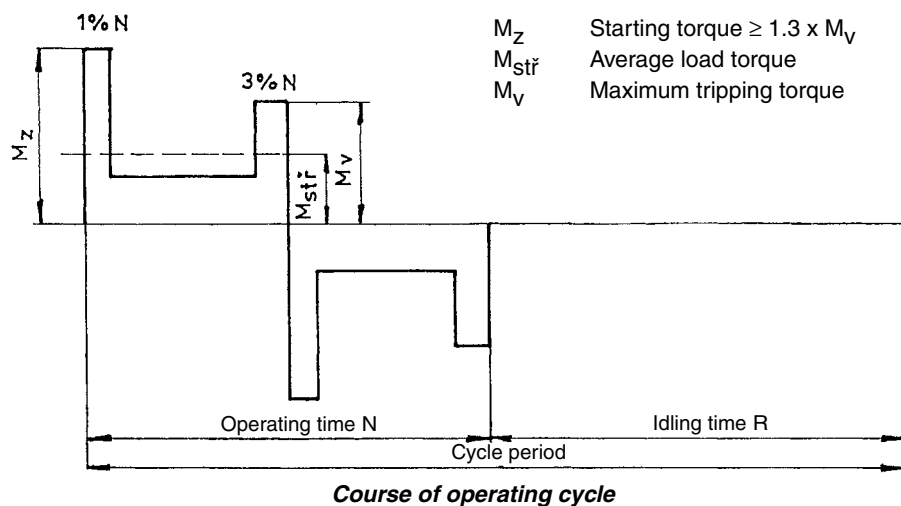 1% N
3% N
M_z Starting torque ≥ 1.3 x M_v
M_stř Average load torque
M_v Maximum tripping torque
M_z
M_stř
M_v
Operating time N
Idling time R
Cycle period
Course of operating cycle